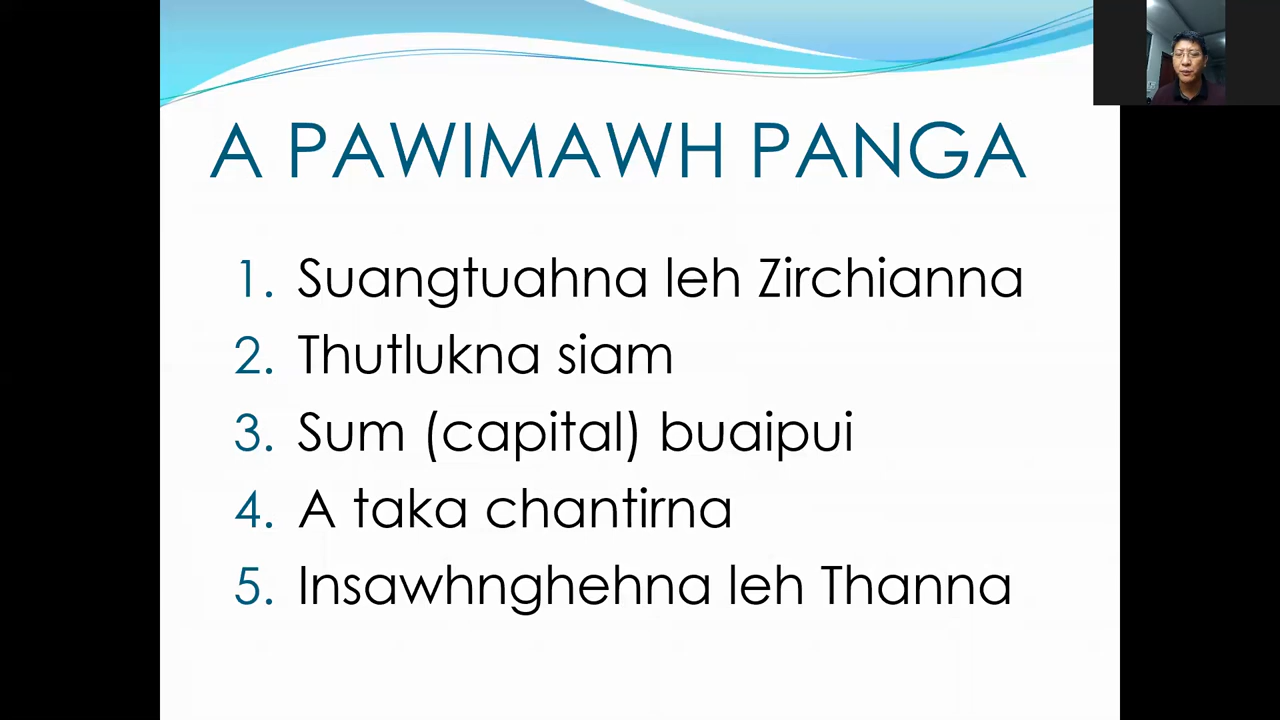 A PAWIMAWH PANGA
1. Suangtuahna leh Zirchianna
2. Thutlukna siam
3. Sum (capital) buaipui
4. A taka chantirna
5. Insawhnghehna leh Thanna